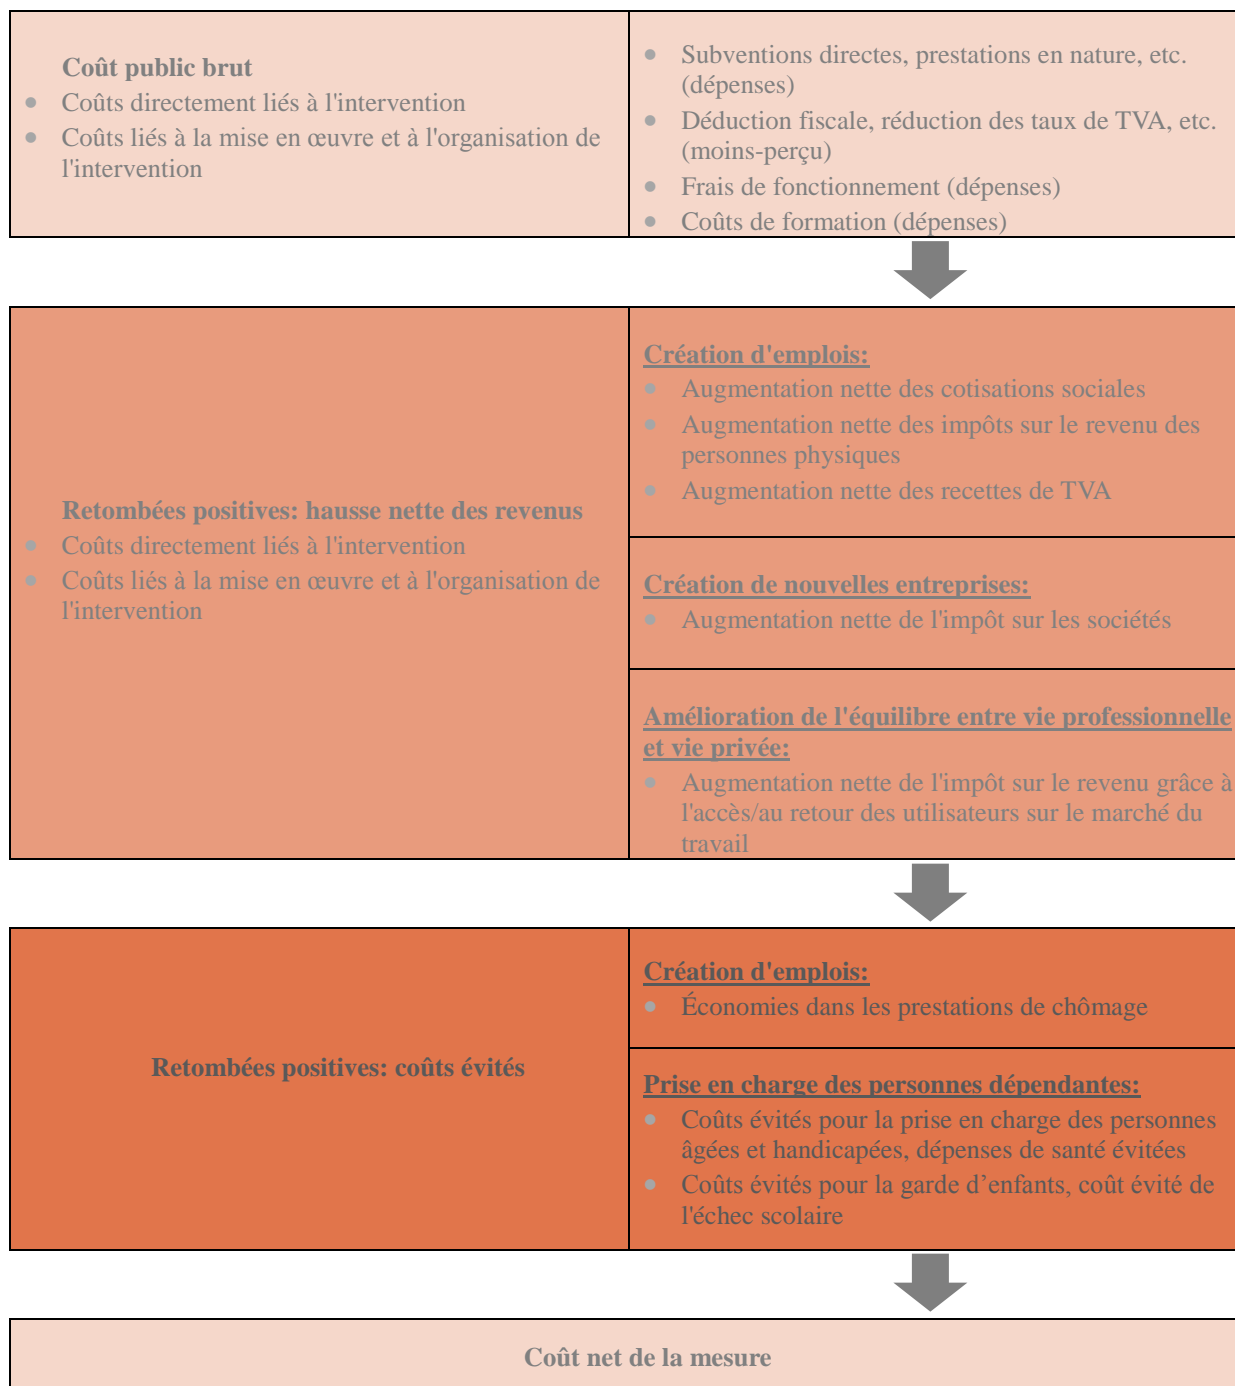 Coût public brut
Coûts directement liés à l'intervention
Coûts liés à la mise en œuvre et à l'organisation de
l'intervention
Subventions directes, prestations en nature, etc.
(dépenses)
Déduction fiscale, réduction des taux de TVA, etc.
(moins-perçu)
Frais de fonctionnement (dépenses)
Coûts de formation (dépenses)
Retombées positives: hausse nette des revenus
Coûts directement liés à l'intervention
Coûts liés à la mise en œuvre et à l'organisation de
l'intervention
Création d'emplois:
Augmentation nette des cotisations sociales
Augmentation nette des impôts sur le revenu des
personnes physiques
Augmentation nette des recettes de TVA
Création de nouvelles entreprises:
Augmentation nette de l'impôt sur les sociétés
Amélioration de l'équilibre entre vie professionnelle
et vie privée:
Augmentation nette de l'impôt sur le revenu grâce à
l'accès/au retour des utilisateurs sur le marché du
travail
Retombées positives: coûts évités
Création d'emplois:
Économies dans les prestations de chômage
Prise en charge des personnes dépendantes:
Coûts évités pour la prise en charge des personnes
âgées et handicapées, dépenses de santé évitées
Coûts évités pour la garde d’enfants, coût évité de
l'échec scolaire
Coût net de la mesure